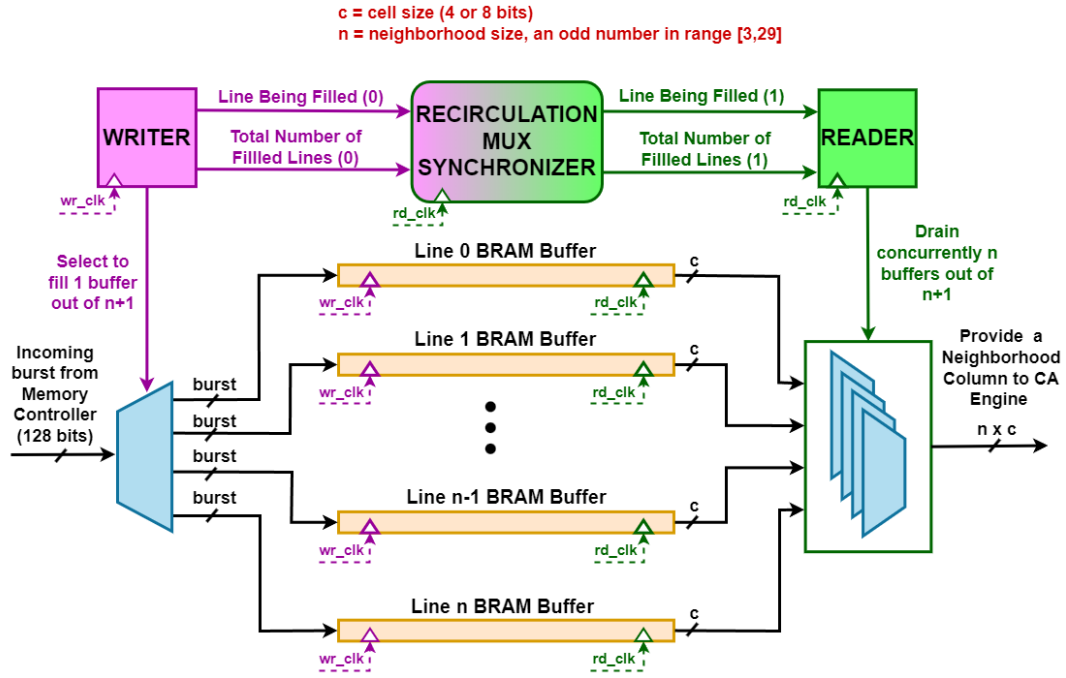 c = cell size (4 or 8 bits)
n = neighborhood size, an odd number in range [3,29]
WRITER
Line Being Filled (0)
Total Number of
Fillled Lines (0)
RECIRCULATION
MUX
SYNCHRONIZER
Line Being Filled (1)
Total Number of
Fillled Lines (1)
READER
wr_clk
rd_clk
rd_clk
Select to
fill 1 buffer
out of n+1
Drain
concurrently n
buffers out of
n+1
Line 0 BRAM Buffer
c
wr_clk
rd_clk
Incoming
burst from
Memory
Controller
(128 bits)
burst
burst
burst
burst
Line 1 BRAM Buffer
c
wr_clk
rd_clk
Provide a
Neighborhood
Column to CA
Engine
n x c
Line n-1 BRAM Buffer
c
wr_clk
rd_clk
Line n BRAM Buffer
c
wr_clk
rd_clk